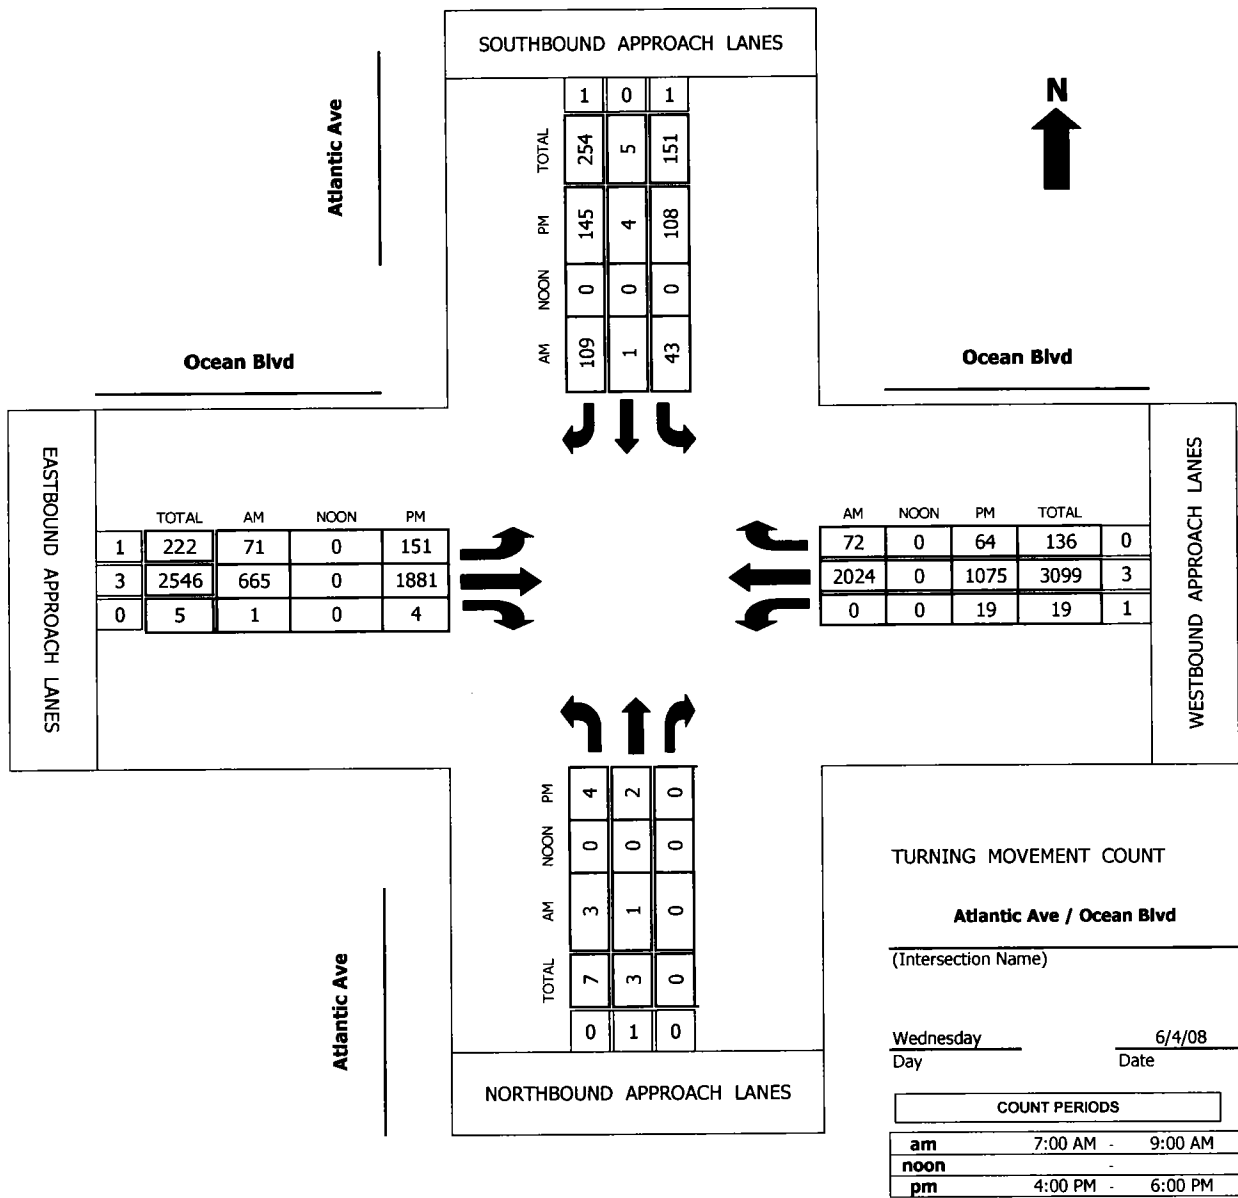 SOUTHBOUND APPROACH LANES
1 0 1
TOTAL 254 5 151
PM 145 4 108
NOON 0 0 0
AM 109 1 43
Atlantic Ave
N
Ocean Blvd
Ocean Blvd
EASTBOUND APPROACH LANES
TOTAL AM NOON PM
1 222 71 0 151
3 2546 665 0 1881
0 5 1 0 4
AM NOON PM TOTAL
72 0 64 136 0
2024 0 1075 3099 3
0 0 19 19 1
WESTBOUND APPROACH LANES
PM 4 2 0
NOON 0 0 0
AM 3 1 0
TOTAL 7 3 0
0 1 0
NORTHBOUND APPROACH LANES
Atlantic Ave
TURNING MOVEMENT COUNT
Atlantic Ave / Ocean Blvd
(Intersection Name)
Wednesday 6/4/08
Day Date
COUNT PERIODS
am 7:00 AM - 9:00 AM
noon -
pm 4:00 PM - 6:00 PM